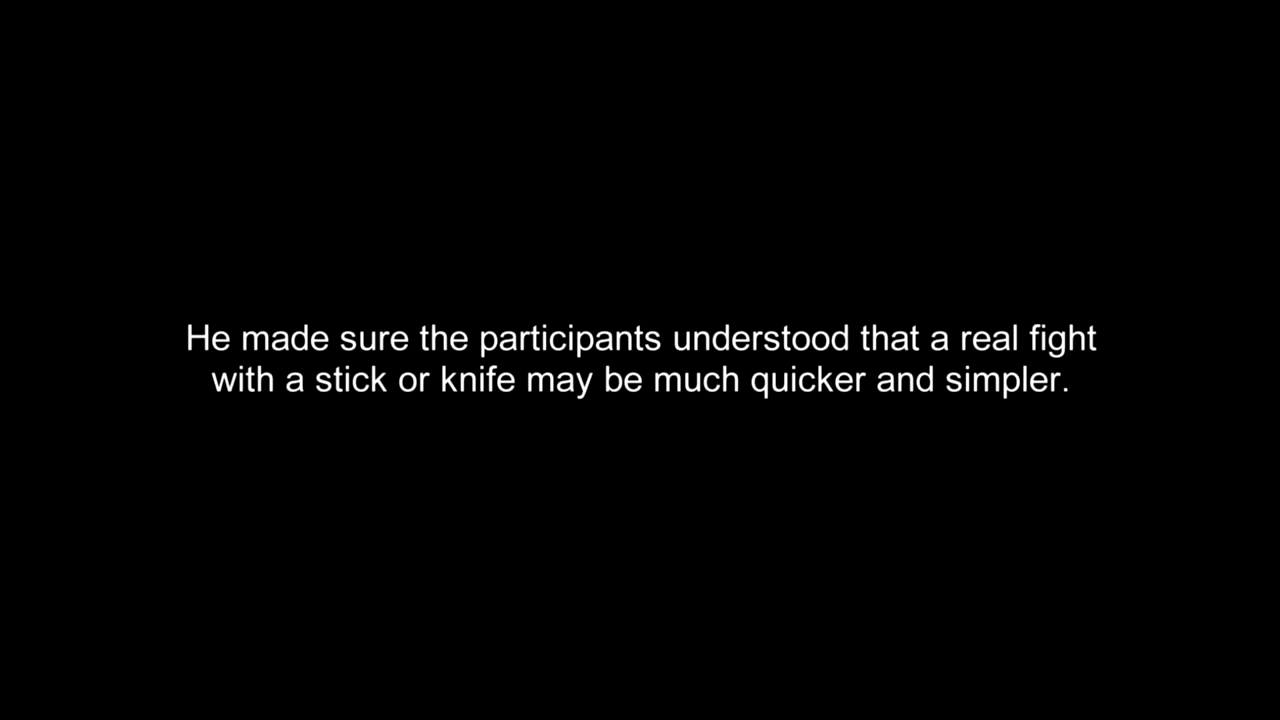 He made sure the participants understood that a real fight
with a stick or knife may be much quicker and simpler.